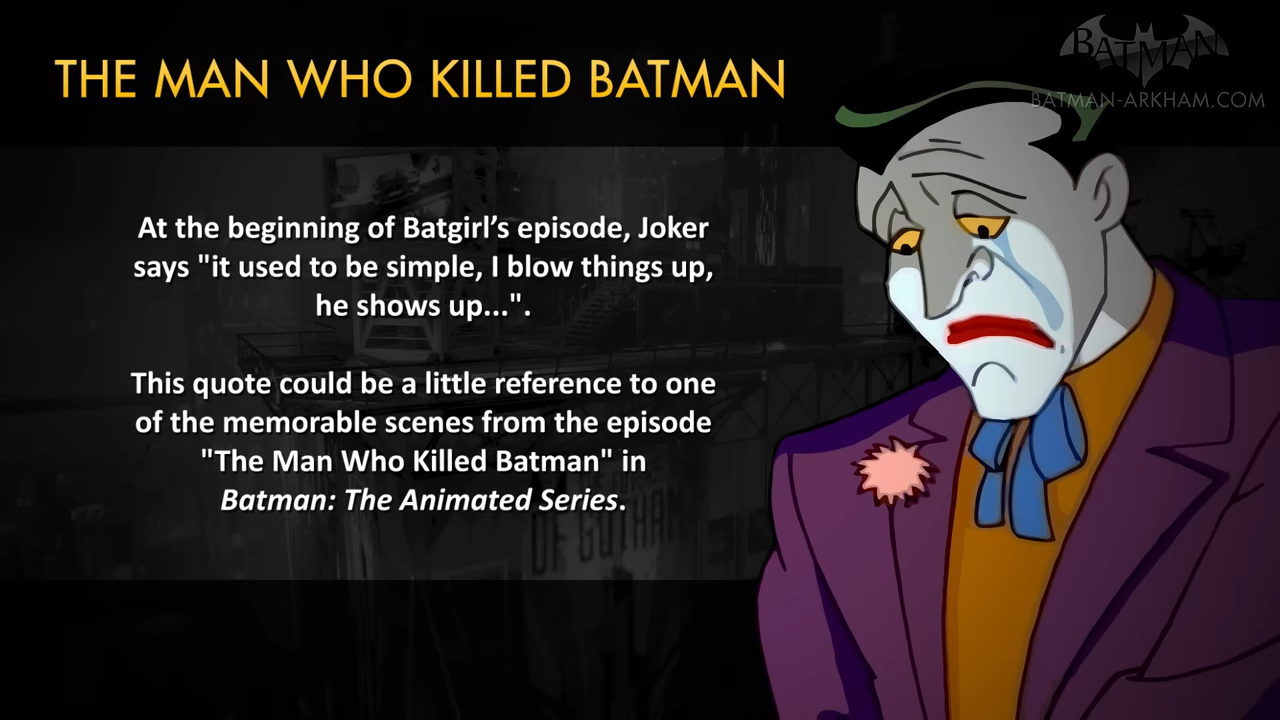 BATMAN
THE MAN WHO KILLED BATMAN
BATMAN-ARKHAM.COM
At the beginning of Batgirl’s episode, Joker
says "it used to be simple, I blow things up,
he shows up...".
This quote could be a little reference to one
of the memorable scenes from the episode
"The Man Who Killed Batman" in
Batman: The Animated Series.
OF GOTHAM